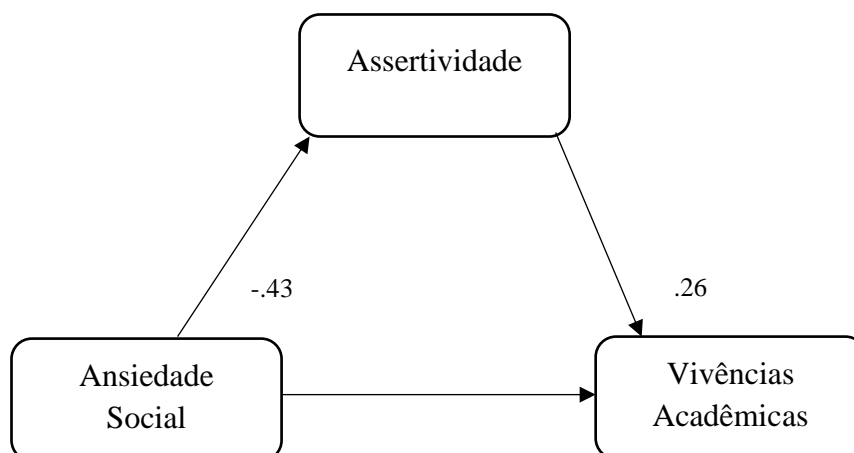 Assertividade
-.43
.26
Ansiedade
Social
Vivências
Acadêmicas